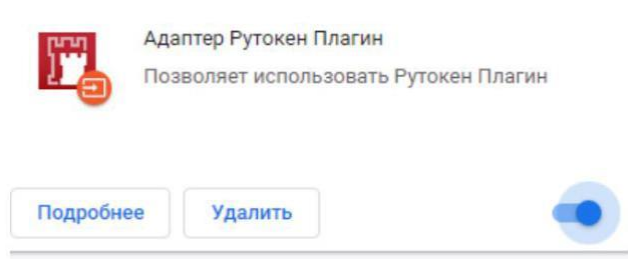 Адаптер Рутокен Плагин
Позволяет использовать Рутокен Плагин
Подробнее
Удалить